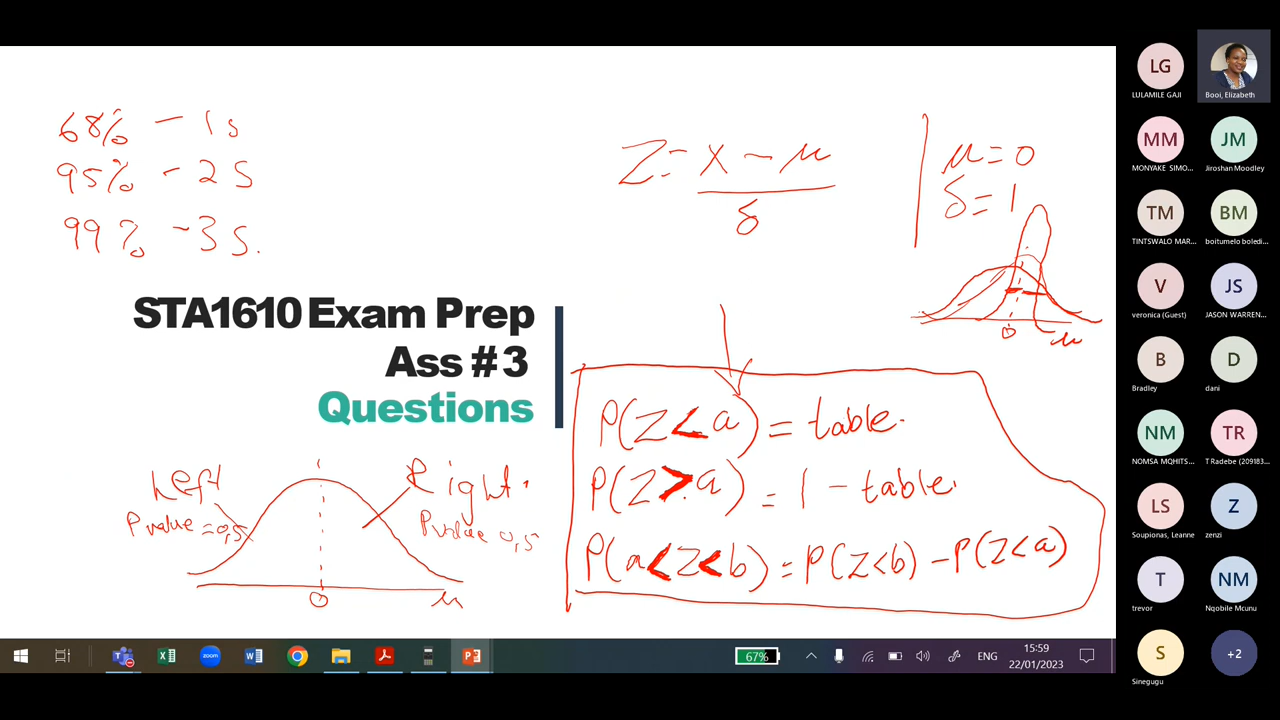 68% - 1s
95% - 2S
99% - 3S.
Z = x - μ
δ
μ = 0
δ = 1
0
μ
STA1610 Exam Prep
Ass # 3
Questions
P(Z < a) = table.
P(Z > a) = 1 - table.
P(a < Z < b) = P(Z < b) - P(Z < a)
Left
P value = 0,5
Right.
P value 0,5
0
μ
LG
LULAMILE GAJI
Booi, Elizabeth
MM
MONYAKE SIMO...
JM
Jiroshan Moodley
TM
TINTSWALO MAR...
BM
boitumelo boledi...
V
veronica (Guest)
JS
JASON WARREN...
B
Bradley
D
dani
NM
NOMSA MQHITS...
TR
T Radebe (209183...
LS
Soupionas, Leanne
Z
zenzi
T
trevor
NM
Nqobile Mcunu
S
Sinegugu
+2
zoom
67%
ENG
15:59
22/01/2023